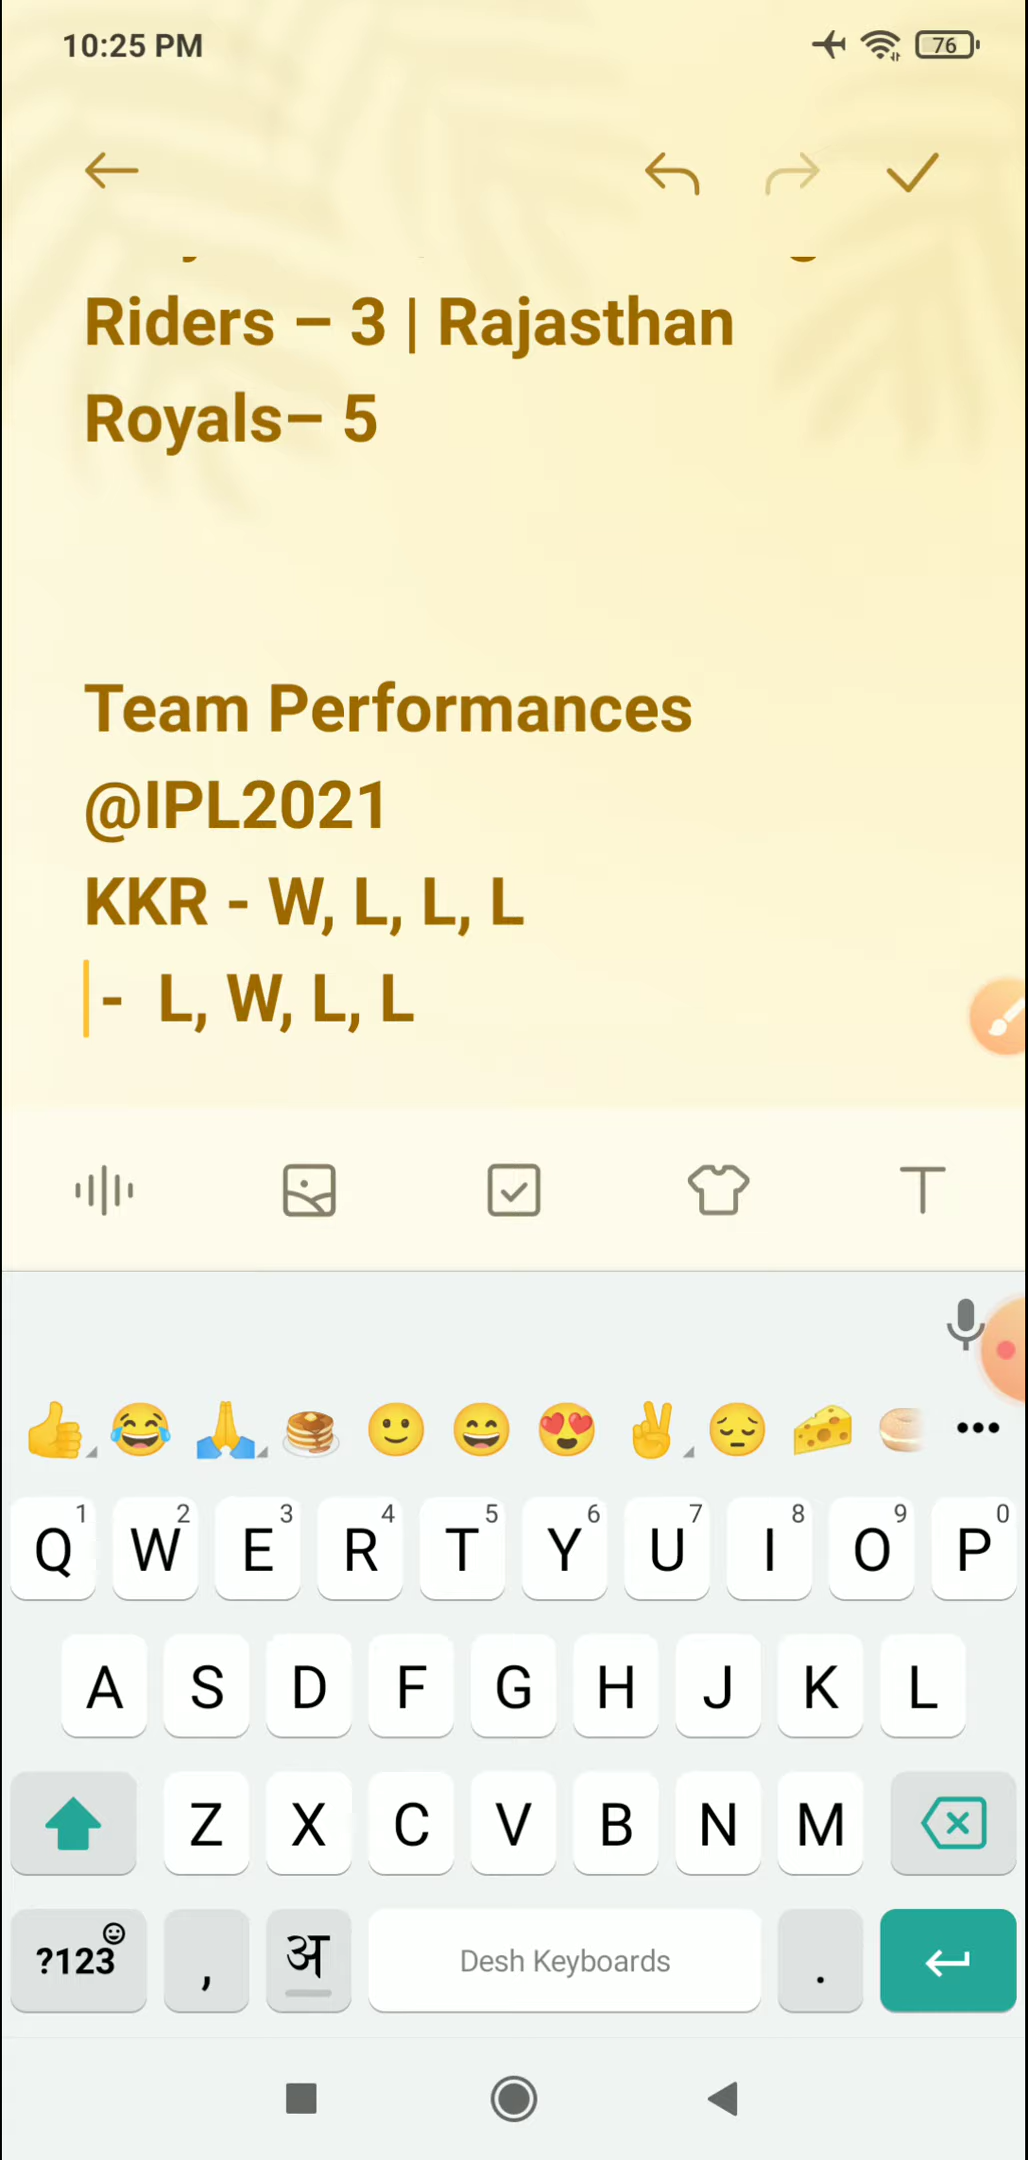 10:25 PM
76
Riders – 3 | Rajasthan
Royals– 5
Team Performances
@IPL2021
KKR - W, L, L, L
- L, W, L, L
T
1 2 3 4 5 6 7 8 9 0
Q W E R T Y U I O P
A S D F G H J K L
Z X C V B N M
?123 , अ Desh Keyboards .